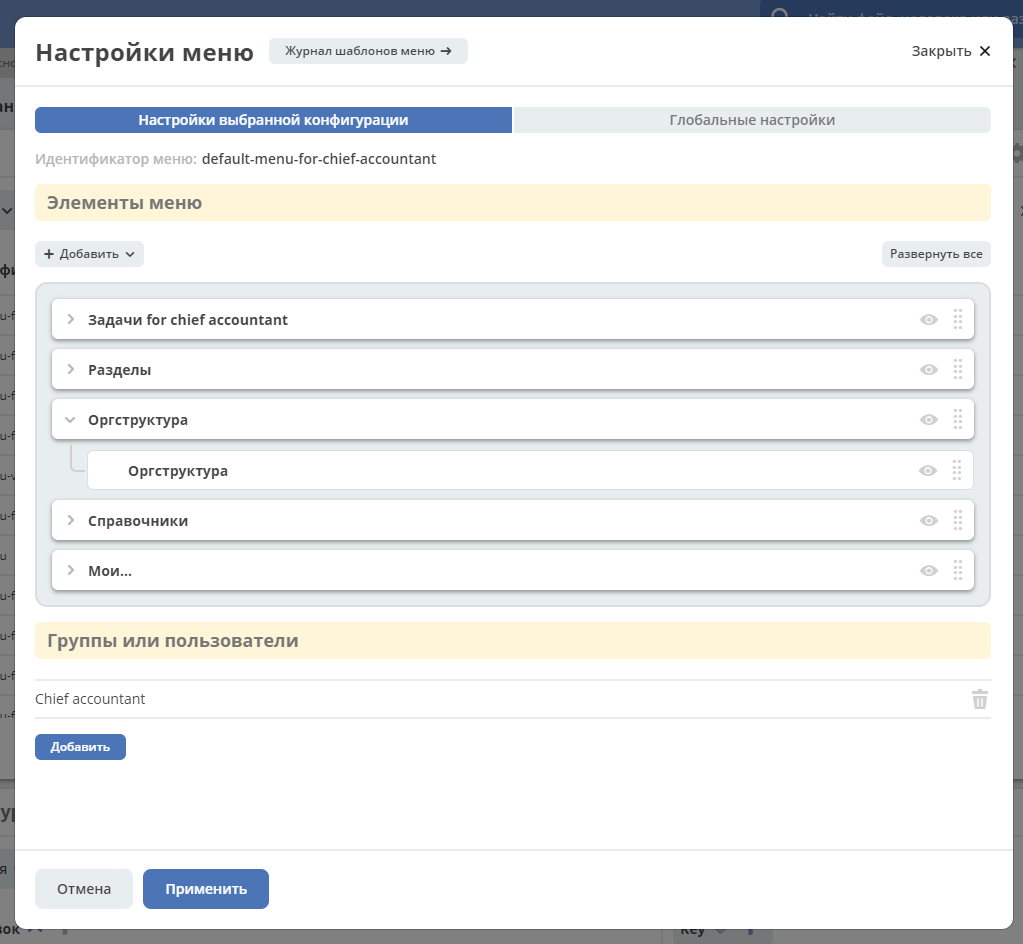 Настройки меню
Журнал шаблонов меню →
Закрыть ✕
Настройки выбранной конфигурации
Глобальные настройки
Идентификатор меню: default-menu-for-chief-accountant
Элементы меню
+ Добавить
Развернуть все
Задачи for chief accountant
Разделы
Оргструктура
Оргструктура
Справочники
Мои...
Группы или пользователи
Chief accountant
Добавить
Отмена
Применить